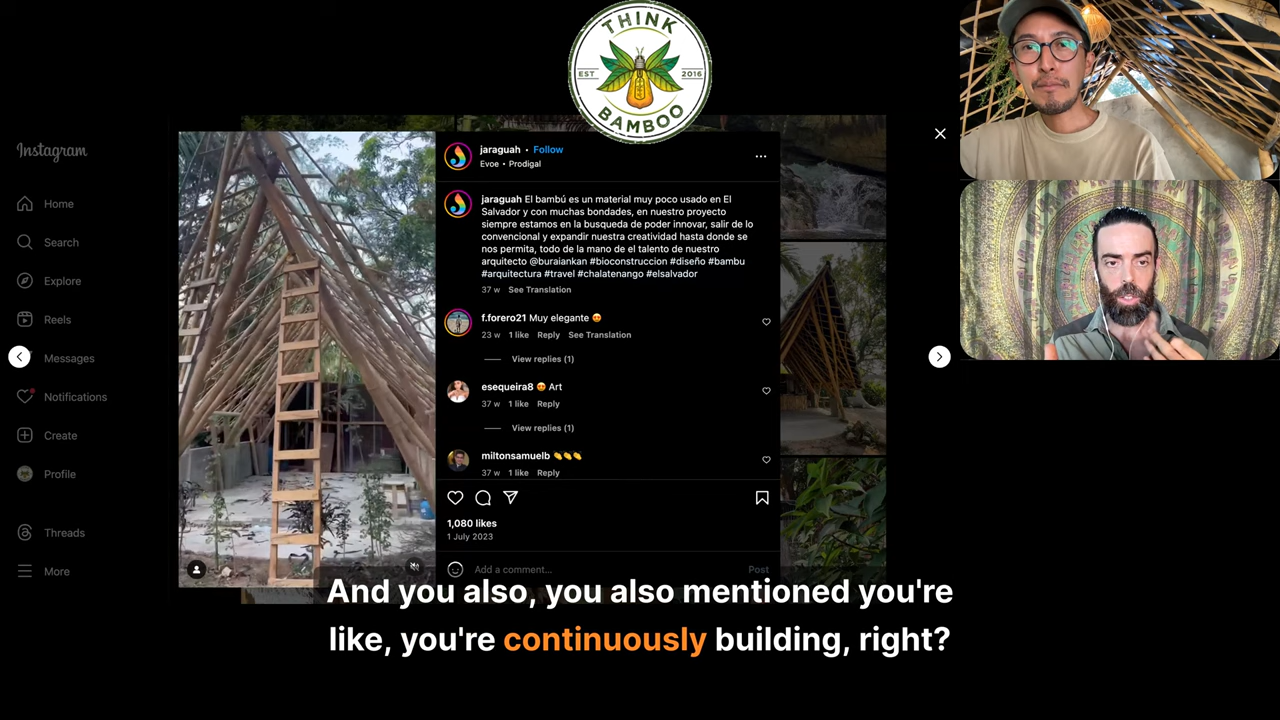 THINK
EST
2016
BAMBOO
Instagram
Home
Search
Explore
Reels
Messages
Notifications
Create
Profile
Threads
More
jaraguah • Follow
Evoe • Prodigal
jaraguah El bambú es un material muy poco usado en El
Salvador y con muchas bondades, en nuestro proyecto
siempre estamos en la busqueda de poder innovar, salir de lo
convencional y expandir nuestra creatividad hasta donde se
nos permita, todo de la mano de el talento de nuestro
arquitecto @buraiankan #bioconstruccion #diseño #bambu
#arquitectura #travel #chalatenango #elsalvador
37 w See Translation
f.forero21 Muy elegante 😍
23 w 1 like Reply See Translation
View replies (1)
esequeira8 😍 Art
37 w 1 like Reply
View replies (1)
miltonsamuelb 👏👏👏
37 w 1 like Reply
1,080 likes
1 July 2023
Add a comment...
Post
And you also, you also mentioned you're
like, you're continuously building, right?